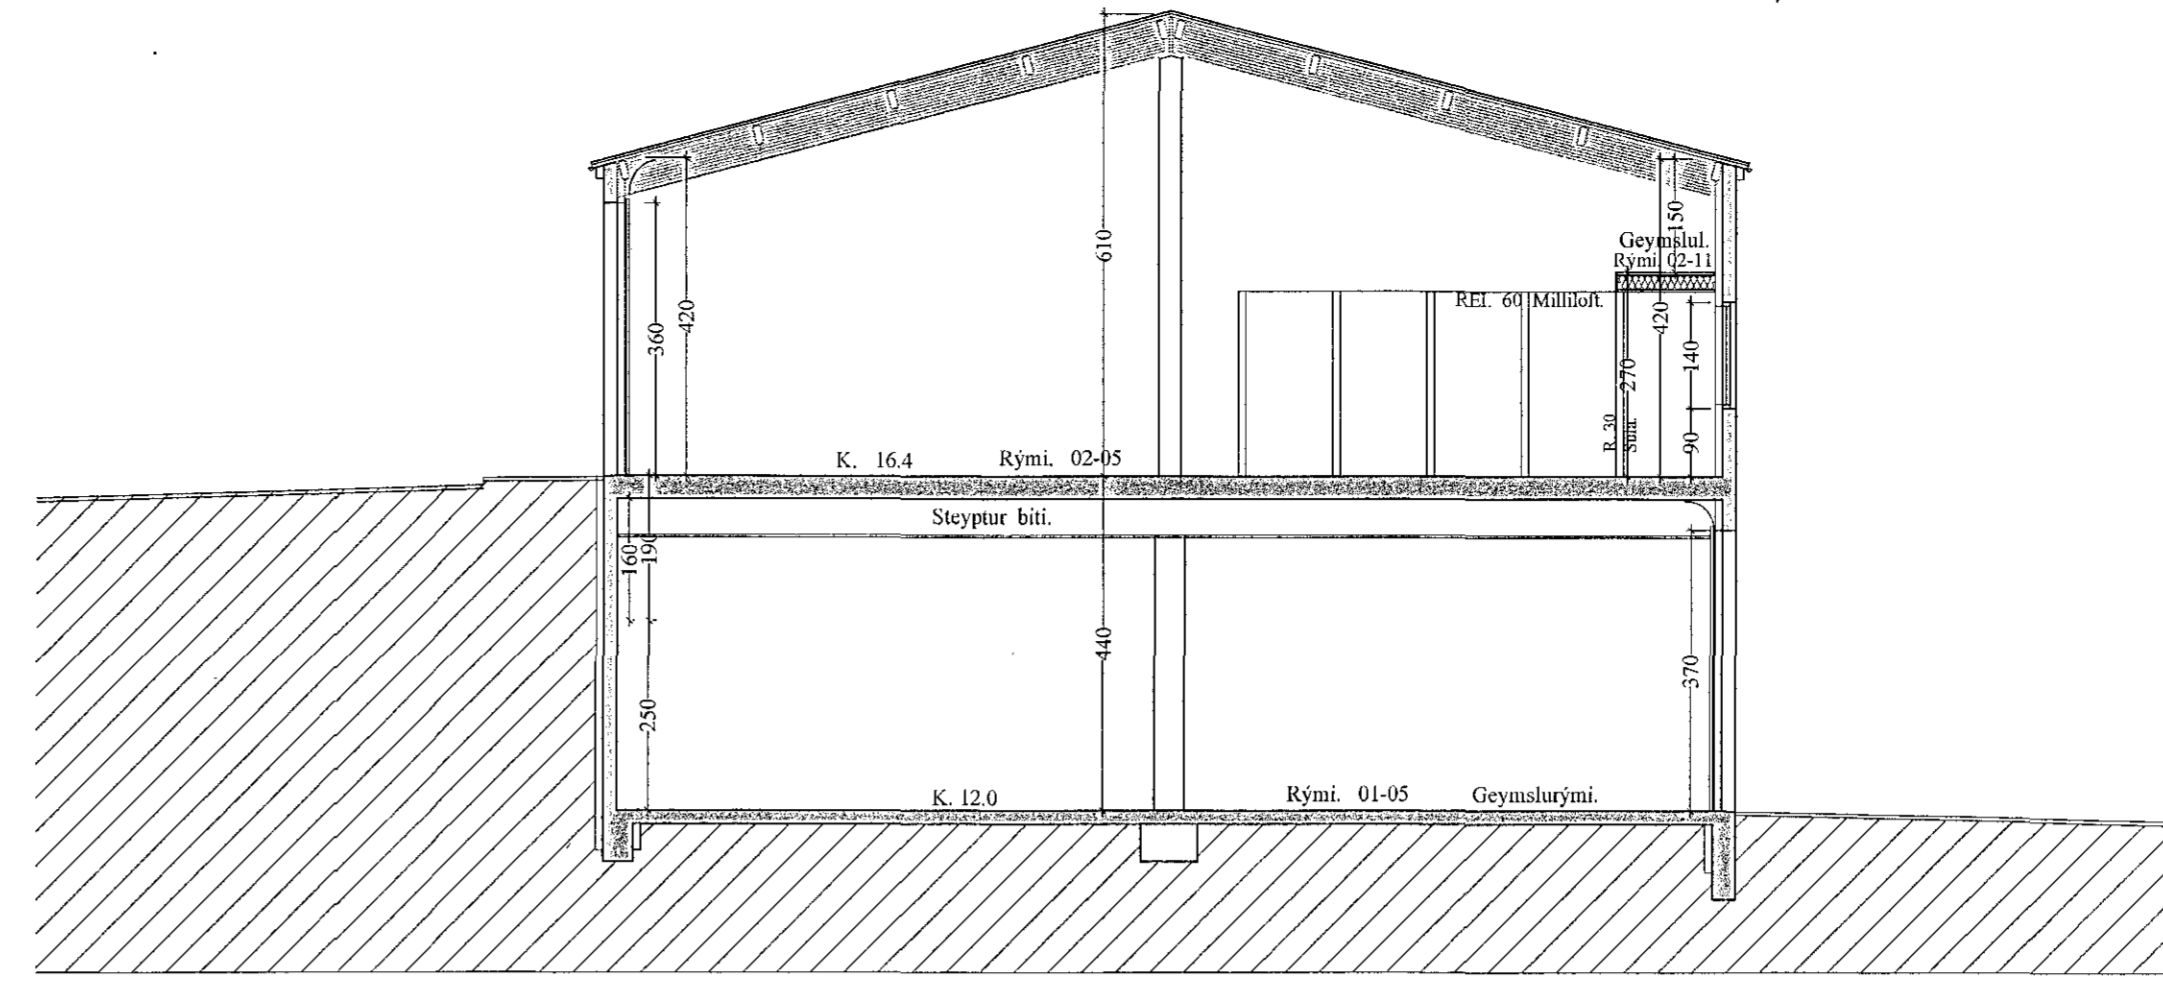 610
150
Geymslul.
Rými. 02-11
REI. 60 Milliloft.
420
360
420
140
270
R. 30
Súla.
90
K. 16.4 Rými. 02-05
Steyptur biti.
160
190
440
370
250
K. 12.0
Rými. 01-05 Geymslurými.